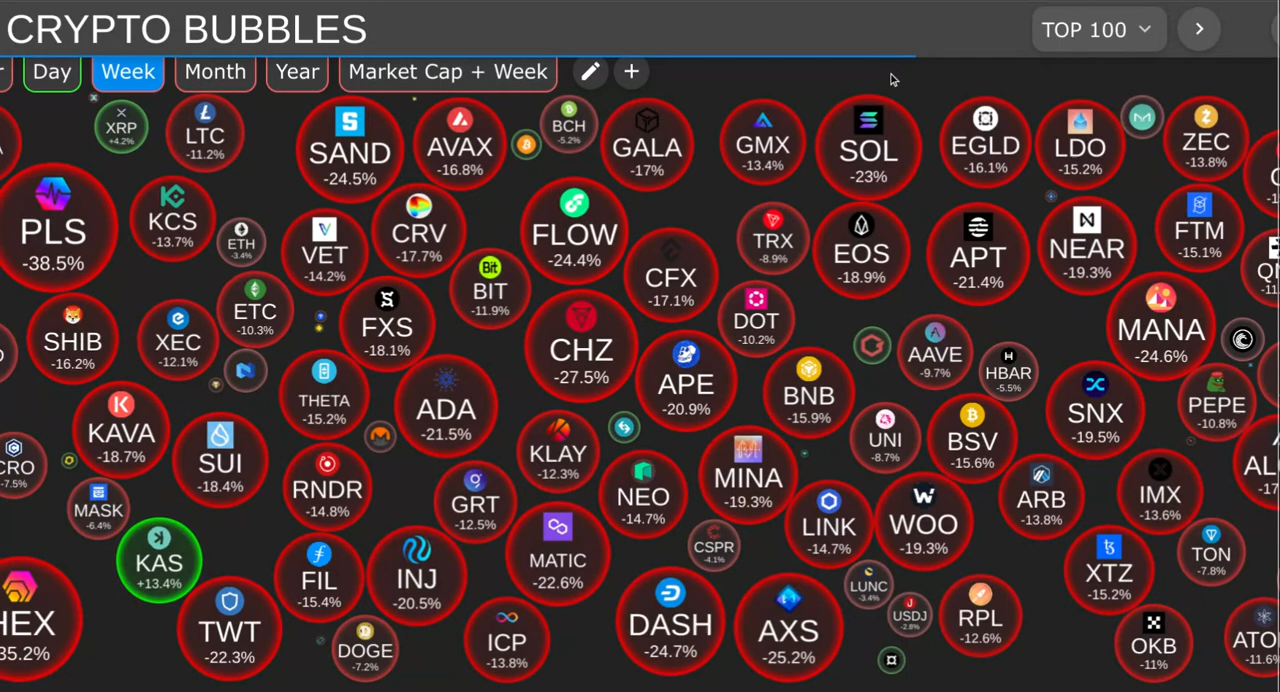 CRYPTO BUBBLES
TOP 100
Day
Week
Month
Year
Market Cap + Week
XRP
+4.2%
LTC
-11.2%
SAND
-24.5%
AVAX
-16.8%
BCH
-5.2%
GALA
-17%
GMX
-13.4%
SOL
-23%
EGLD
-16.1%
LDO
-15.2%
ZEC
-13.8%
PLS
-38.5%
KCS
-13.7%
ETH
-3.4%
VET
-14.2%
CRV
-17.7%
Bit
BIT
-11.9%
FLOW
-24.4%
CFX
-17.1%
TRX
-8.9%
EOS
-18.9%
APT
-21.4%
NEAR
-19.3%
FTM
-15.1%
SHIB
-16.2%
XEC
-12.1%
ETC
-10.3%
FXS
-18.1%
CHZ
-27.5%
DOT
-10.2%
AAVE
-9.7%
HBAR
-5.5%
MANA
-24.6%
THETA
-15.2%
ADA
-21.5%
APE
-20.9%
BNB
-15.9%
UNI
-8.7%
BSV
-15.6%
SNX
-19.5%
PEPE
-10.8%
KAVA
-18.7%
SUI
-18.4%
CRO
-7.5%
MASK
-6.4%
RNDR
-14.8%
GRT
-12.5%
KLAY
-12.3%
NEO
-14.7%
MINA
-19.3%
LINK
-14.7%
WOO
-19.3%
ARB
-13.8%
IMX
-13.6%
KAS
+13.4%
FIL
-15.4%
INJ
-20.5%
MATIC
-22.6%
CSPR
-4.1%
LUNC
-3.4%
USDJ
-2.8%
XTZ
-15.2%
TON
-7.8%
HEX
35.2%
TWT
-22.3%
DOGE
-7.2%
ICP
-13.8%
DASH
-24.7%
AXS
-25.2%
RPL
-12.6%
OKB
-11%
ATO
-11.6%